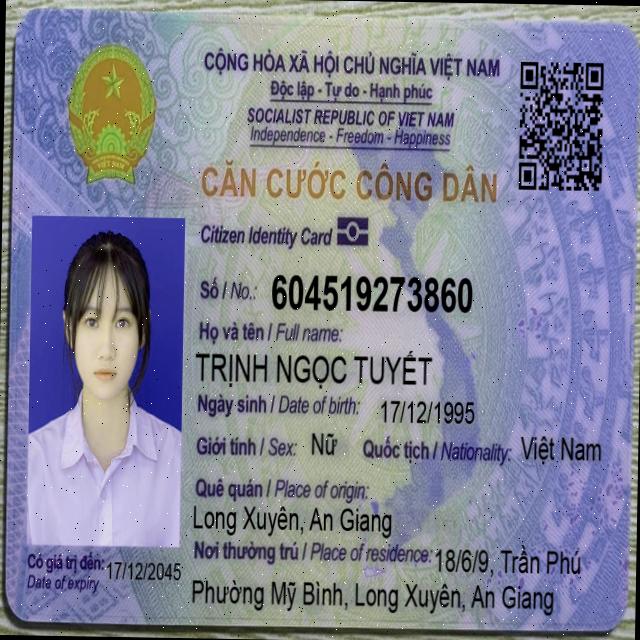 CỘNG HÒA XÃ HỘI CHỦ NGHĨA VIỆT NAM
Độc lập - Tự do - Hạnh phúc
SOCIALIST REPUBLIC OF VIET NAM
Independence - Freedom - Happiness
CĂN CƯỚC CÔNG DÂN
Citizen Identity Card
Số / No.: 604519273860
Họ và tên / Full name:
TRỊNH NGỌC TUYẾT
Ngày sinh / Date of birth: 17/12/1995
Giới tính / Sex: Nữ Quốc tịch / Nationality: Việt Nam
Quê quán / Place of origin:
Long Xuyên, An Giang
Nơi thường trú / Place of residence: 18/6/9, Trần Phú
Phường Mỹ Bình, Long Xuyên, An Giang
Có giá trị đến: 17/12/2045
Date of expiry
VIỆT NAM